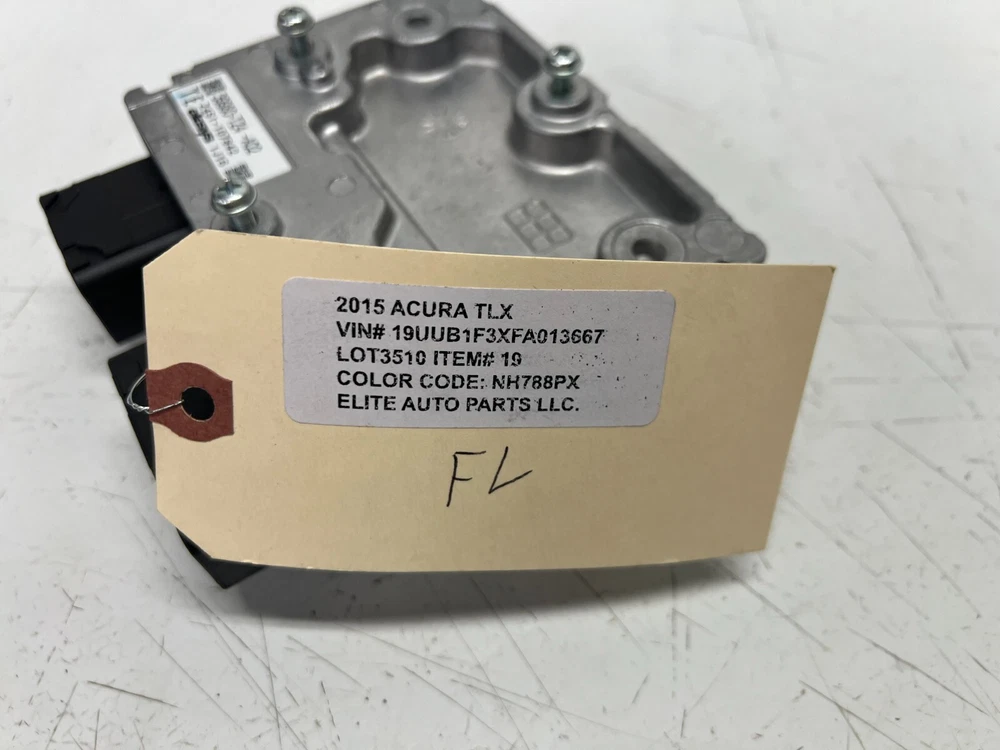 2015 ACURA TLX
VIN# 19UUB1F3XFA013667
LOT3510 ITEM# 19
COLOR CODE: NH788PX
ELITE AUTO PARTS LLC.
FL